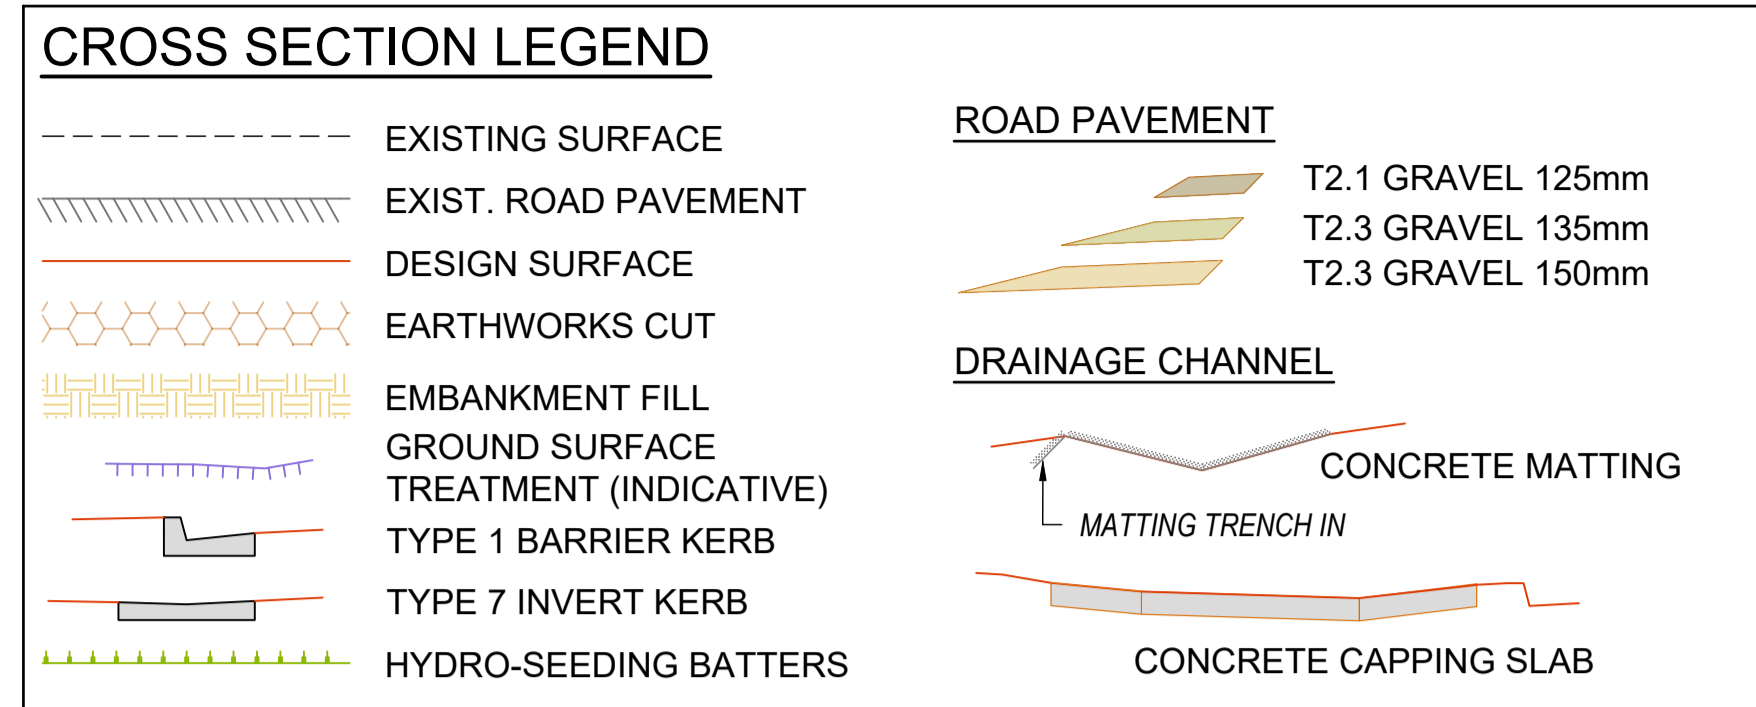 CROSS SECTION LEGEND
EXISTING SURFACE
EXIST. ROAD PAVEMENT
DESIGN SURFACE
EARTHWORKS CUT
EMBANKMENT FILL
GROUND SURFACE
TREATMENT (INDICATIVE)
TYPE 1 BARRIER KERB
TYPE 7 INVERT KERB
HYDRO-SEEDING BATTERS
ROAD PAVEMENT
T2.1 GRAVEL 125mm
T2.3 GRAVEL 135mm
T2.3 GRAVEL 150mm
DRAINAGE CHANNEL
CONCRETE MATTING
MATTING TRENCH IN
CONCRETE CAPPING SLAB